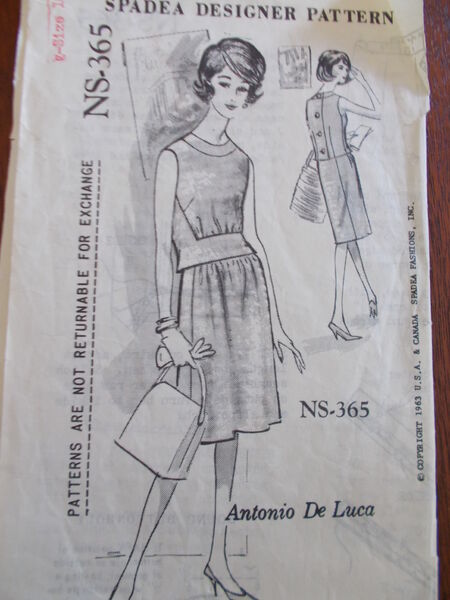 SPADEA DESIGNER PATTERN
NS-365
PATTERNS ARE NOT RETURNABLE FOR EXCHANGE
NS-365
© COPYRIGHT 1963 U.S.A. & CANADA SPADEA FASHIONS, INC.
Antonio De Luca